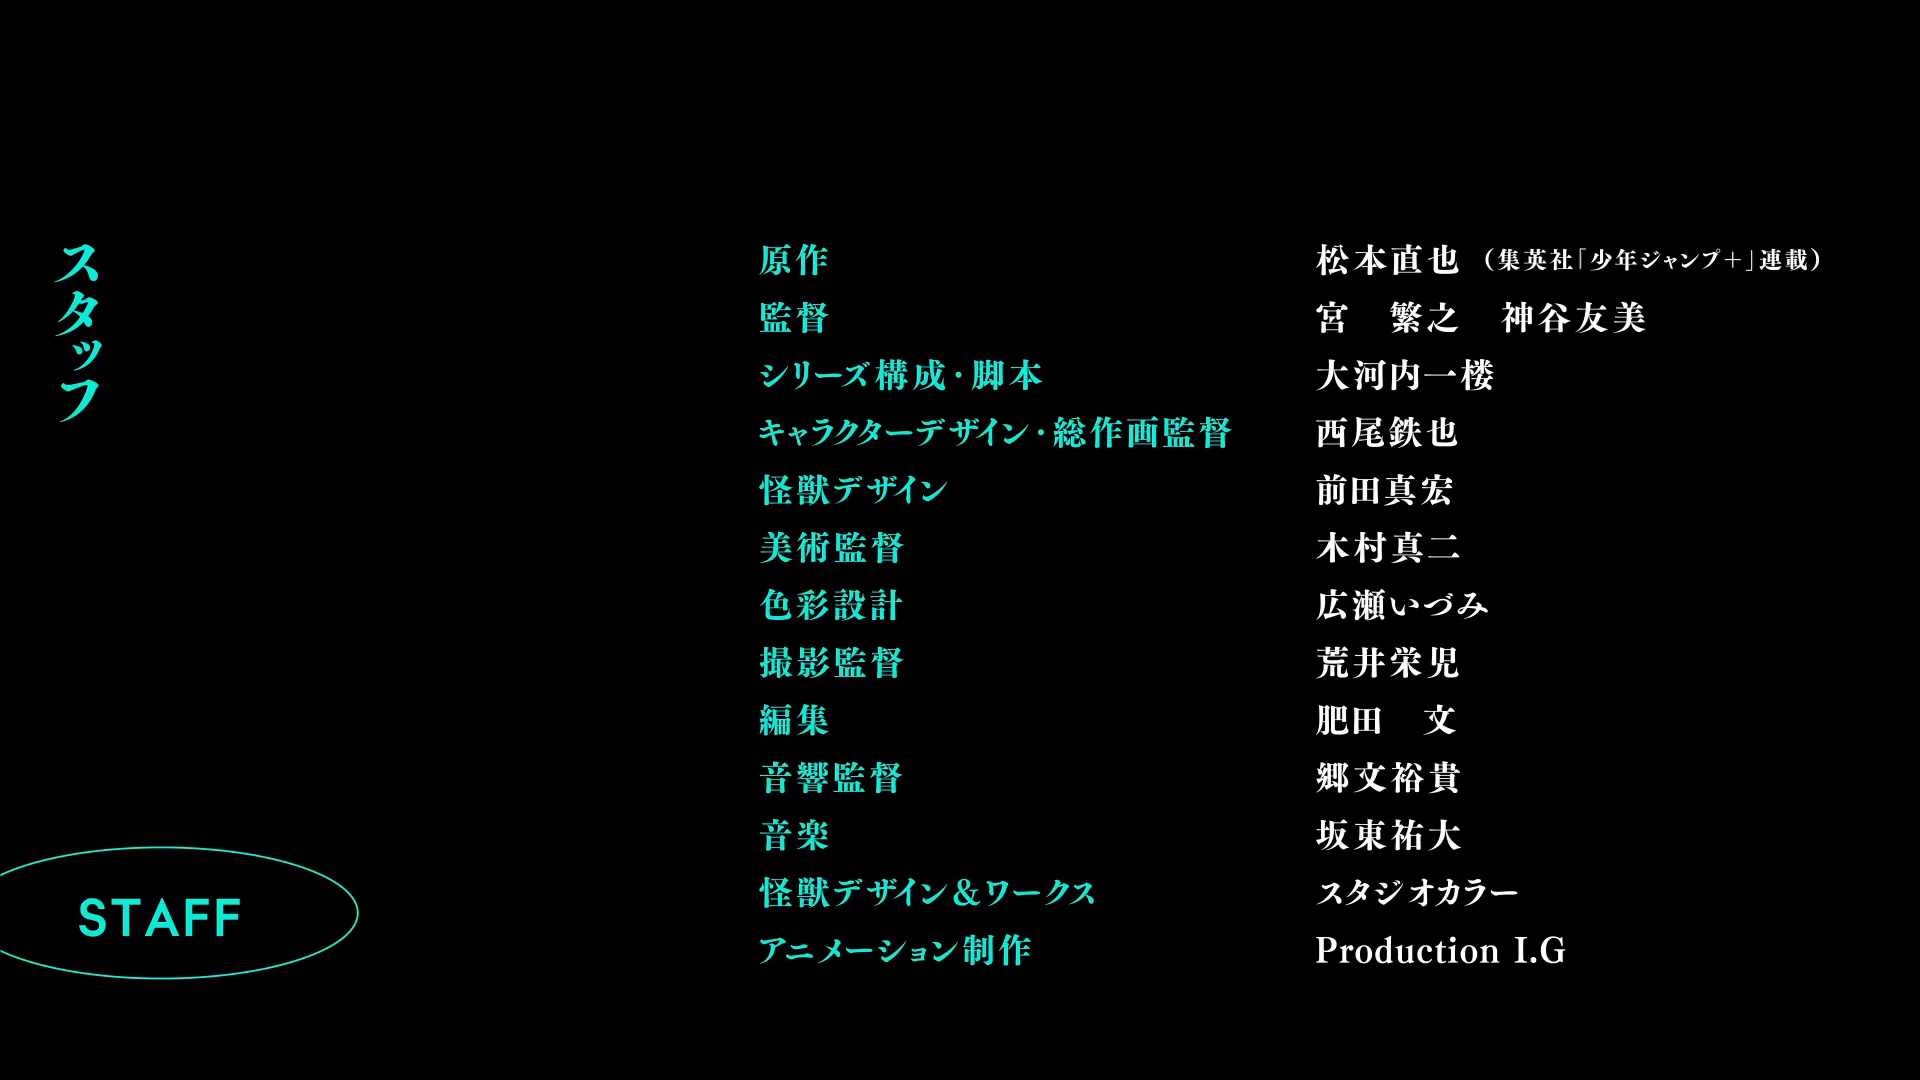 スタッフ
原作 松本直也（集英社「少年ジャンプ＋」連載）
監督 宮　繁之　神谷友美
シリーズ構成・脚本 大河内一楼
キャラクターデザイン・総作画監督 西尾鉄也
怪獣デザイン 前田真宏
美術監督 木村真二
色彩設計 広瀬いづみ
撮影監督 荒井栄児
編集 肥田　文
音響監督 郷文裕貴
音楽 坂東祐大
怪獣デザイン＆ワークス スタジオカラー
アニメーション制作 Production I.G
STAFF